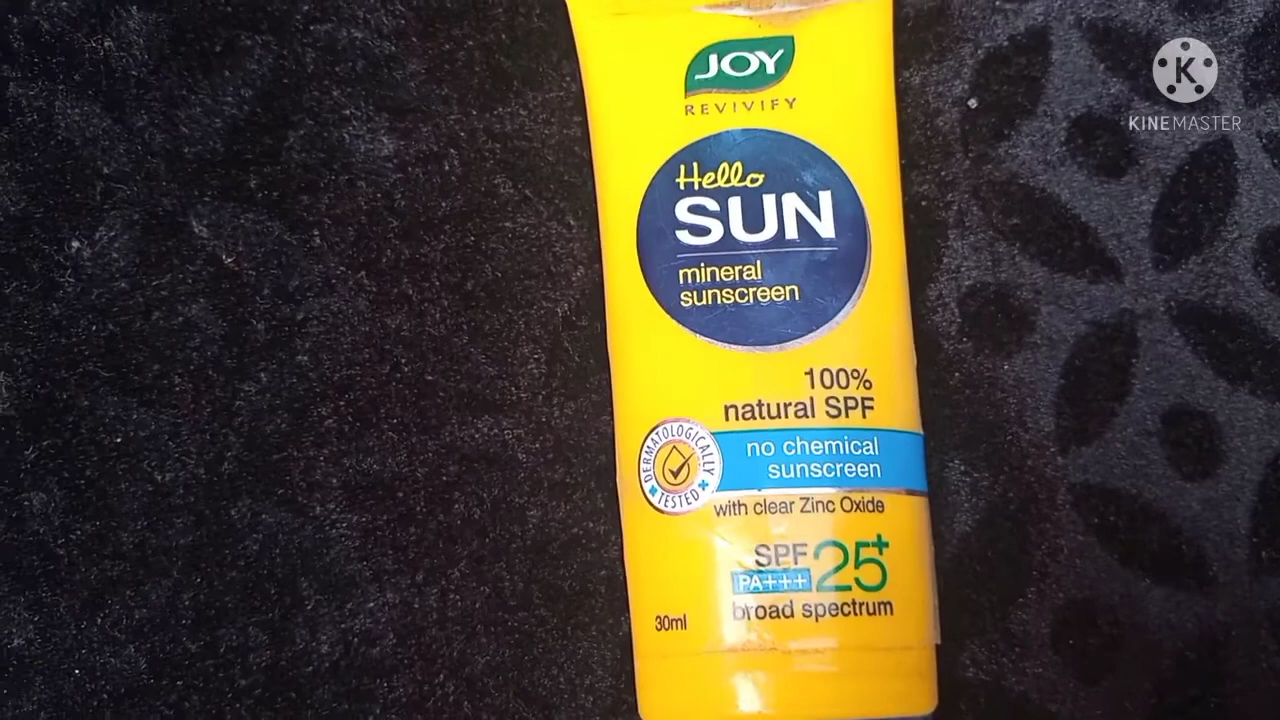 JOY
REVIVIFY
Hello
SUN
mineral
sunscreen
100%
natural SPF
no chemical
sunscreen
DERMATOLOGICALLY
TESTED
with clear Zinc Oxide
SPF 25+
PA+++
broad spectrum
30ml
K
KINEMASTER